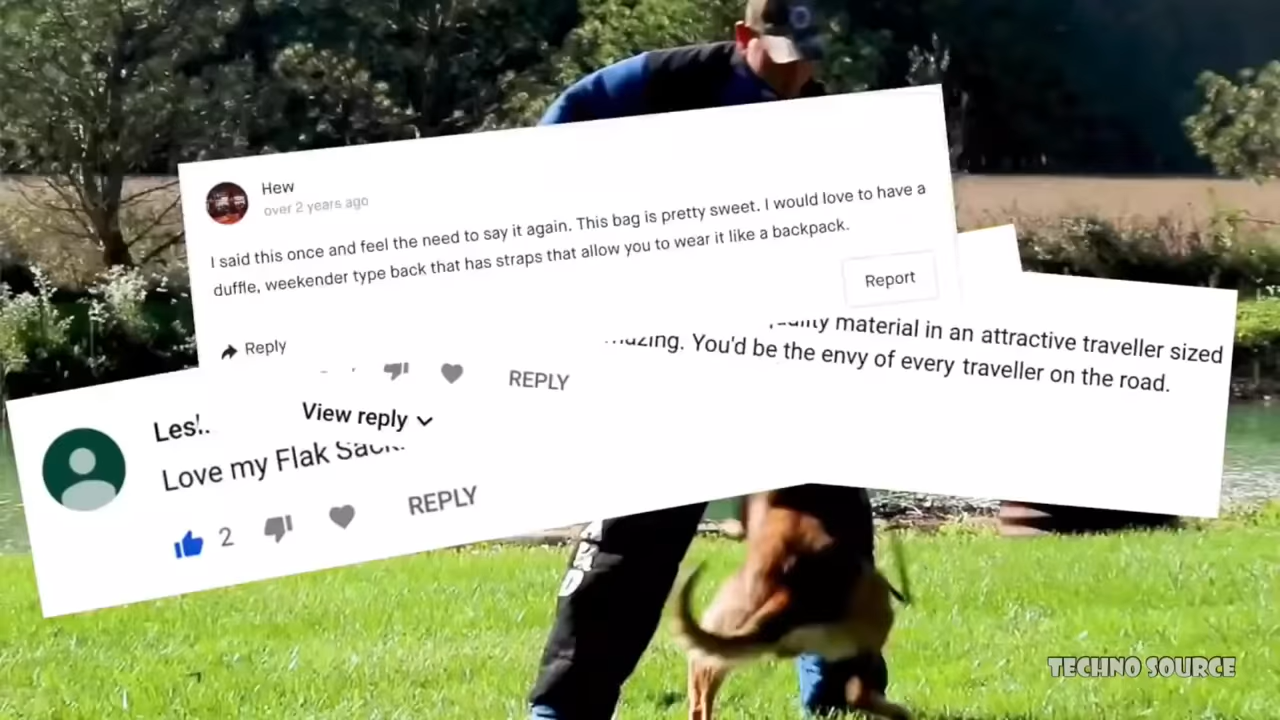 Hew
over 2 years ago
I said this once and feel the need to say it again. This bag is pretty sweet. I would love to have a
duffle, weekender type back that has straps that allow you to wear it like a backpack.
Report
Reply
material in an attractive traveller sized
You'd be the envy of every traveller on the road.
REPLY
View reply
Love my Flak Sack.
2
REPLY
TECHNO SOURCE